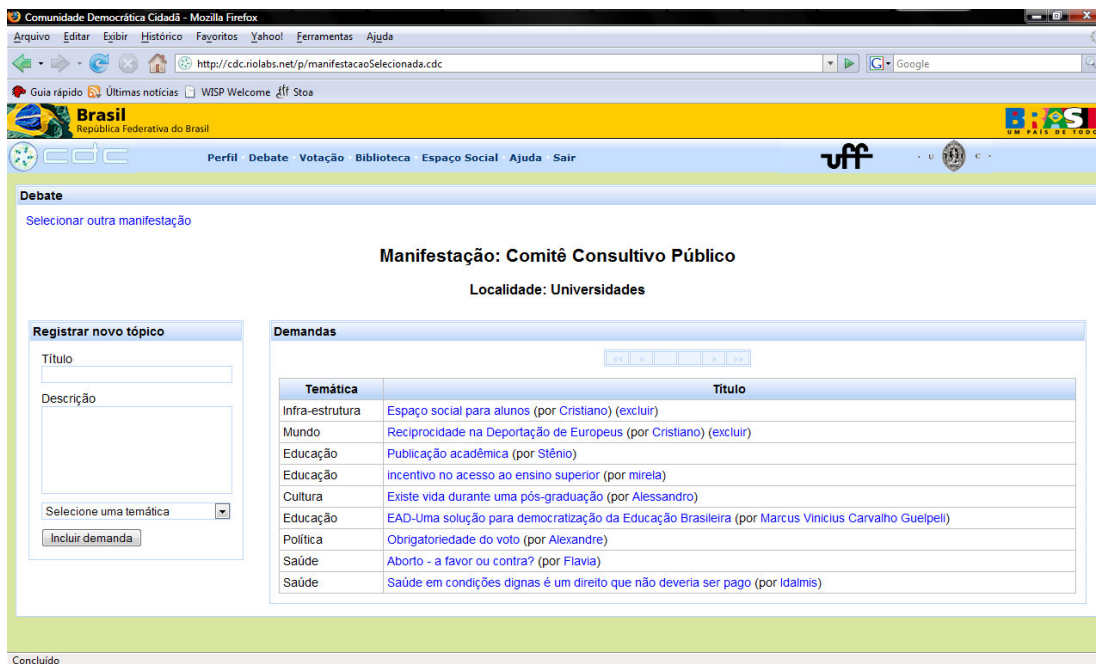 Comunidade Democrática Cidadã - Mozilla Firefox
Arquivo Editar Exibir Histórico Favoritos Yahoo! Ferramentas Ajuda
http://cdc.riolabs.net/p/manifestacaoSelecionada.cdc
G Google
Guia rápido Últimas notícias WISP Welcome Stoa
Brasil
República Federativa do Brasil
BRASIL
UM PAÍS DE TODO
cdc
Perfil Debate Votação Biblioteca Espaço Social Ajuda Sair
uff
· U C ·
Debate
Selecionar outra manifestação
Manifestação: Comitê Consultivo Público
Localidade: Universidades
Registrar novo tópico
Título
Descrição
Selecione uma temática
Incluir demanda
Demandas
«« « » »»
Temática Título
Infra-estrutura Espaço social para alunos (por Cristiano) (excluir)
Mundo Reciprocidade na Deportação de Europeus (por Cristiano) (excluir)
Educação Publicação acadêmica (por Stênio)
Educação incentivo no acesso ao ensino superior (por mirela)
Cultura Existe vida durante uma pós-graduação (por Alessandro)
Educação EAD-Uma solução para democratização da Educação Brasileira (por Marcus Vinicius Carvalho Guelpeli)
Política Obrigatoriedade do voto (por Alexandre)
Saúde Aborto - a favor ou contra? (por Flavia)
Saúde Saúde em condições dignas é um direito que não deveria ser pago (por Idalmis)
Concluído